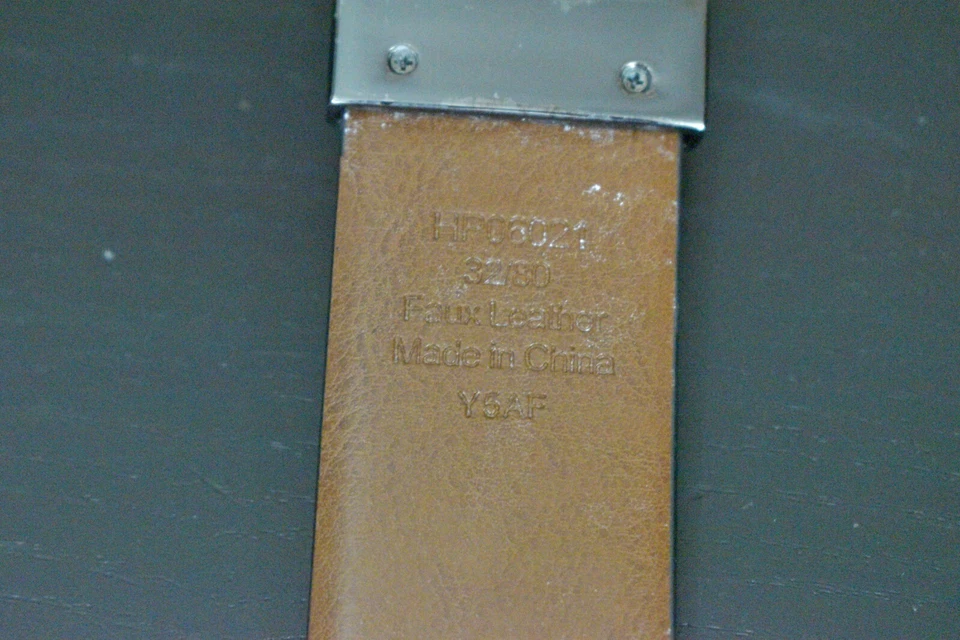 HP06021
32/80
Faux Leather
Made in China
Y5AF